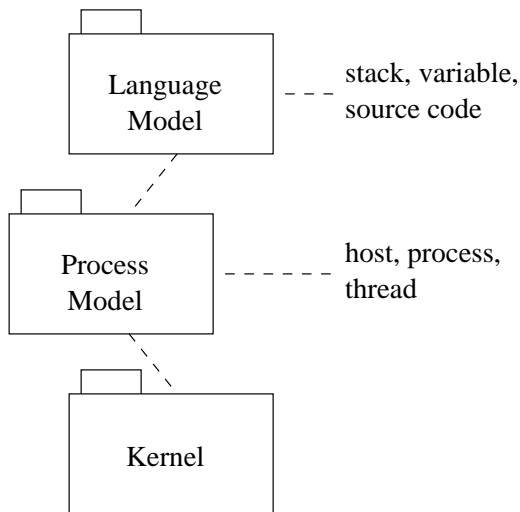 Language
Model
stack, variable,
source code
Process
Model
host, process,
thread
Kernel